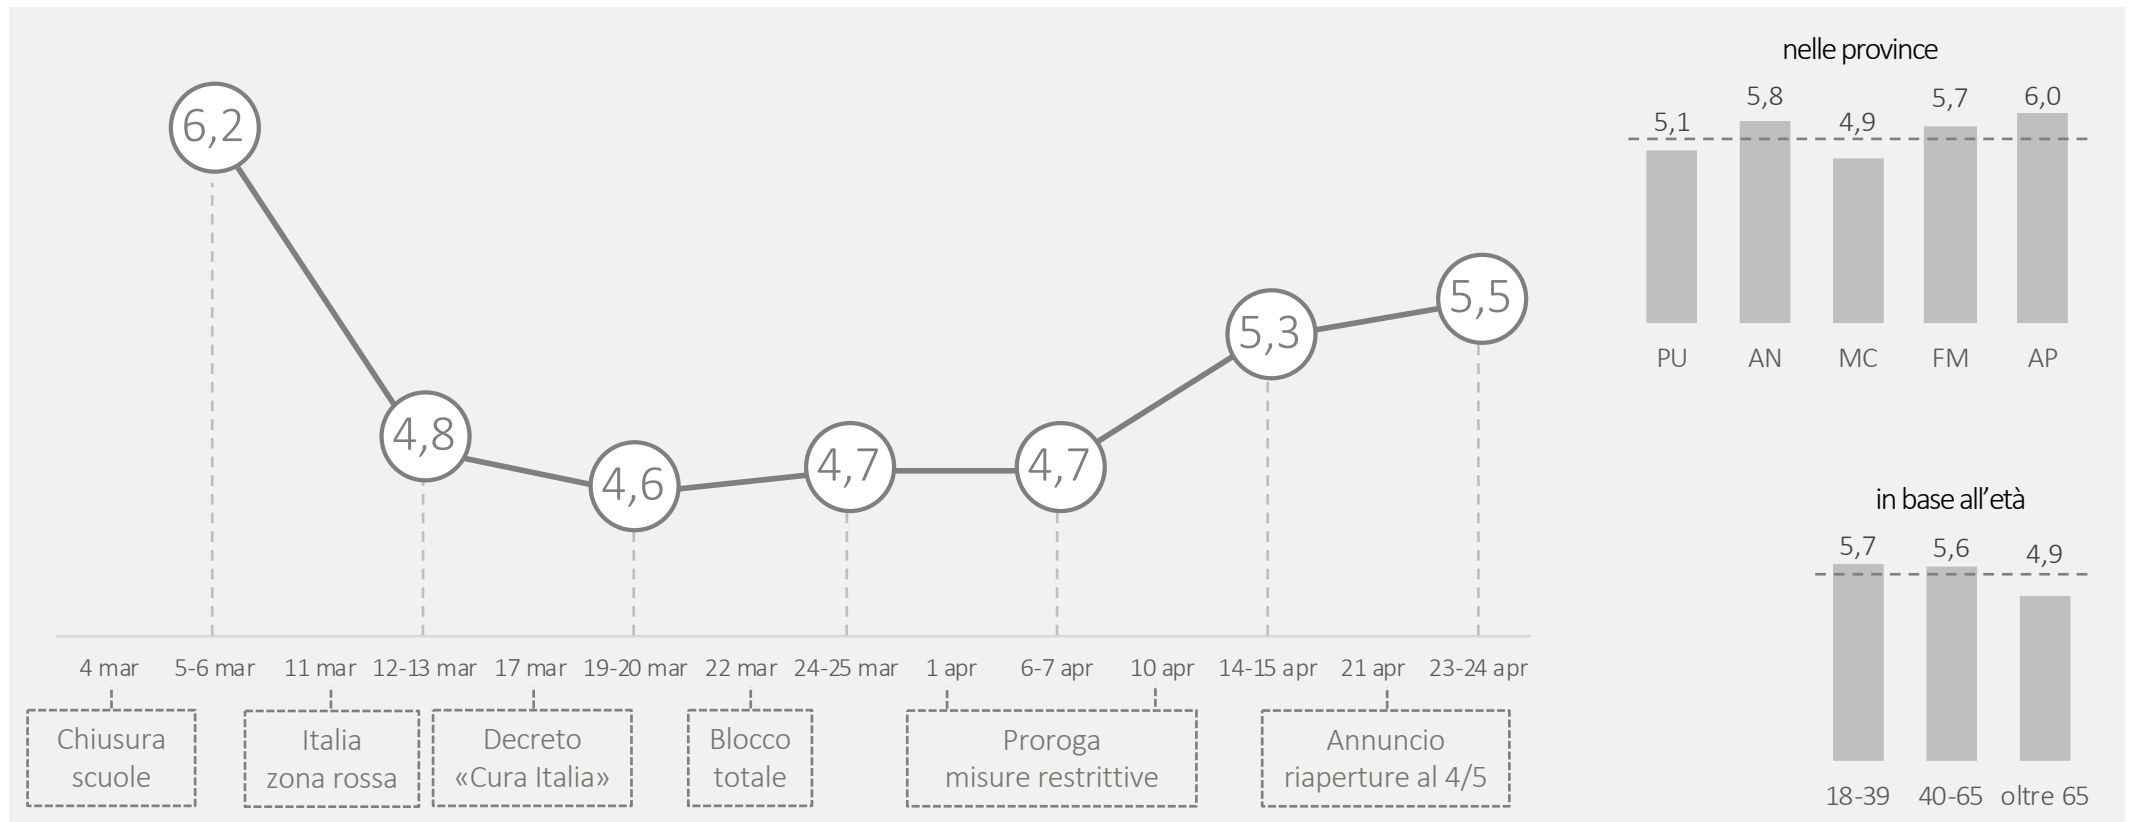 6,2
4,8
4,6
4,7
4,7
5,3
5,5
4 mar 5-6 mar 11 mar 12-13 mar 17 mar 19-20 mar 22 mar 24-25 mar 1 apr 6-7 apr 10 apr 14-15 apr 21 apr 23-24 apr
Chiusura
scuole
Italia
zona rossa
Decreto
«Cura Italia»
Blocco
totale
Proroga
misure restrittive
Annuncio
riaperture al 4/5
nelle province
5,1 5,8 4,9 5,7 6,0
PU AN MC FM AP
in base all’età
5,7 5,6 4,9
18-39 40-65 oltre 65